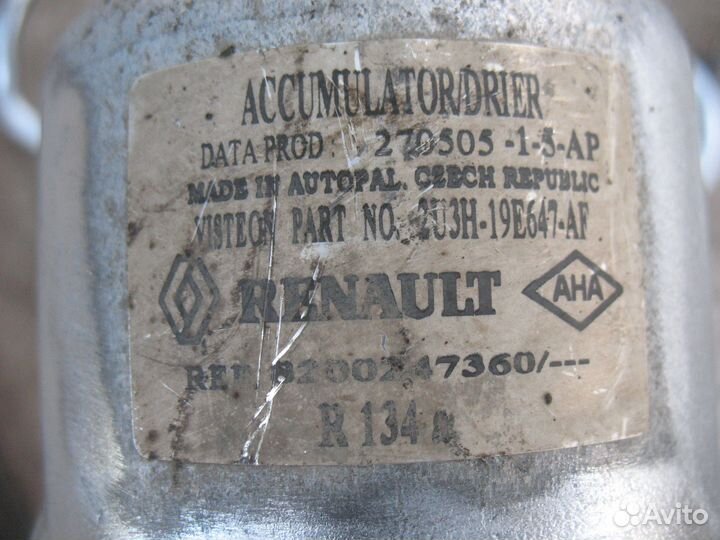 ACCUMULATOR/DRIER
DATA PROD : 270505 -1-5-AP
MADE IN AUTOPAL. CZECH REPUBLIC
VISTEON PART NO. 2U3H-19E647-AF
RENAULT AHA
REF 8200247360/---
R 134 a
Avito